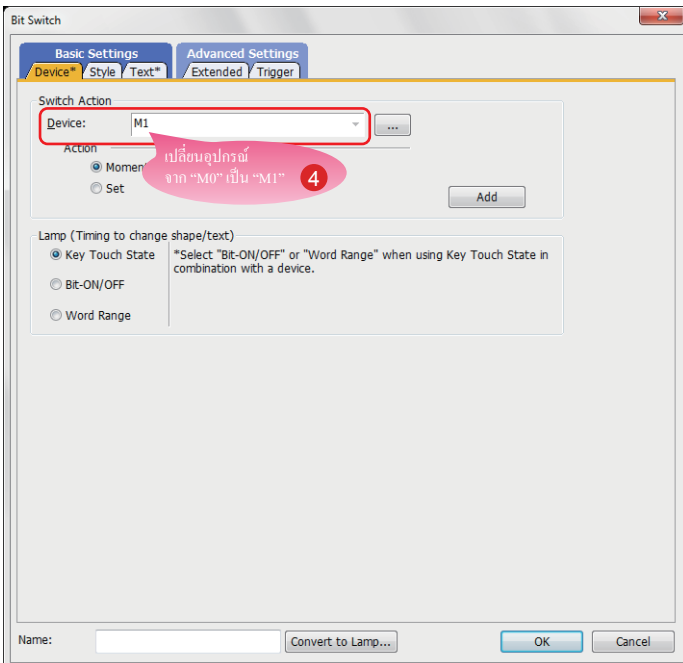 Bit Switch
Basic Settings
Advanced Settings
Device* Style Text* Extended Trigger
Switch Action
Device: M1 ...
Action
เปลี่ยนอุปกรณ์
จาก “M0” เป็น “M1” 4
Set
Add
Lamp (Timing to change shape/text)
Key Touch State
*Select "Bit-ON/OFF" or "Word Range" when using Key Touch State in
combination with a device.
Bit-ON/OFF
Word Range
Name: Convert to Lamp... OK Cancel